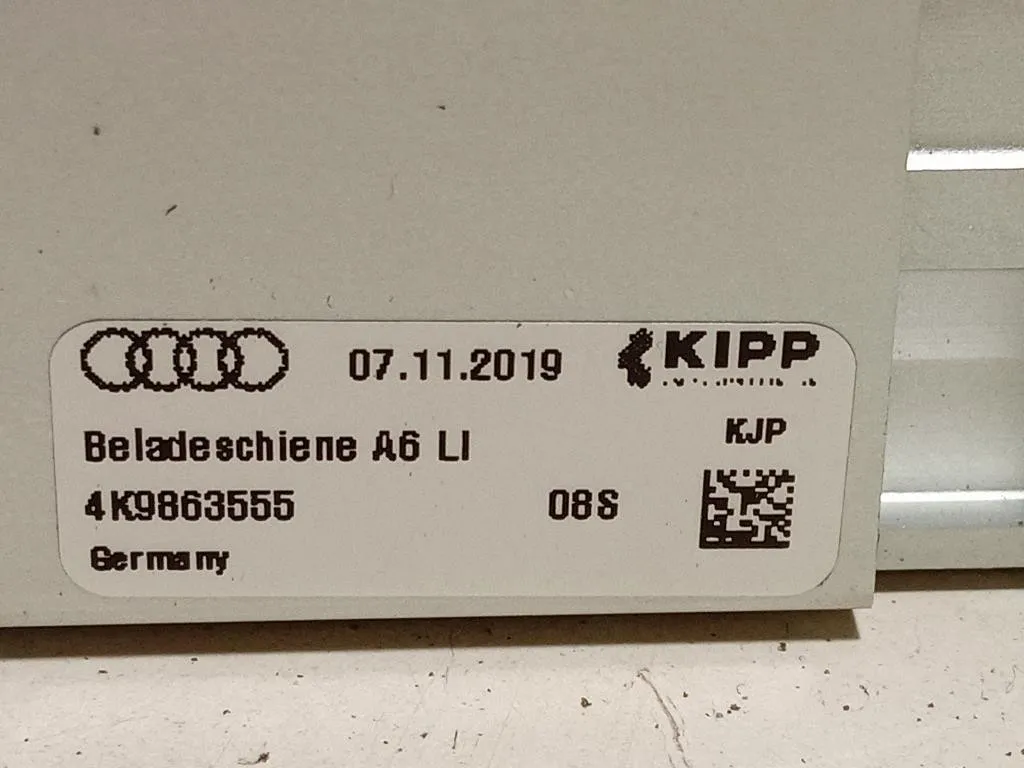 07.11.2019 KIPP
Beladeschiene A6 LI
KJP
4K9863555 08S
Germany